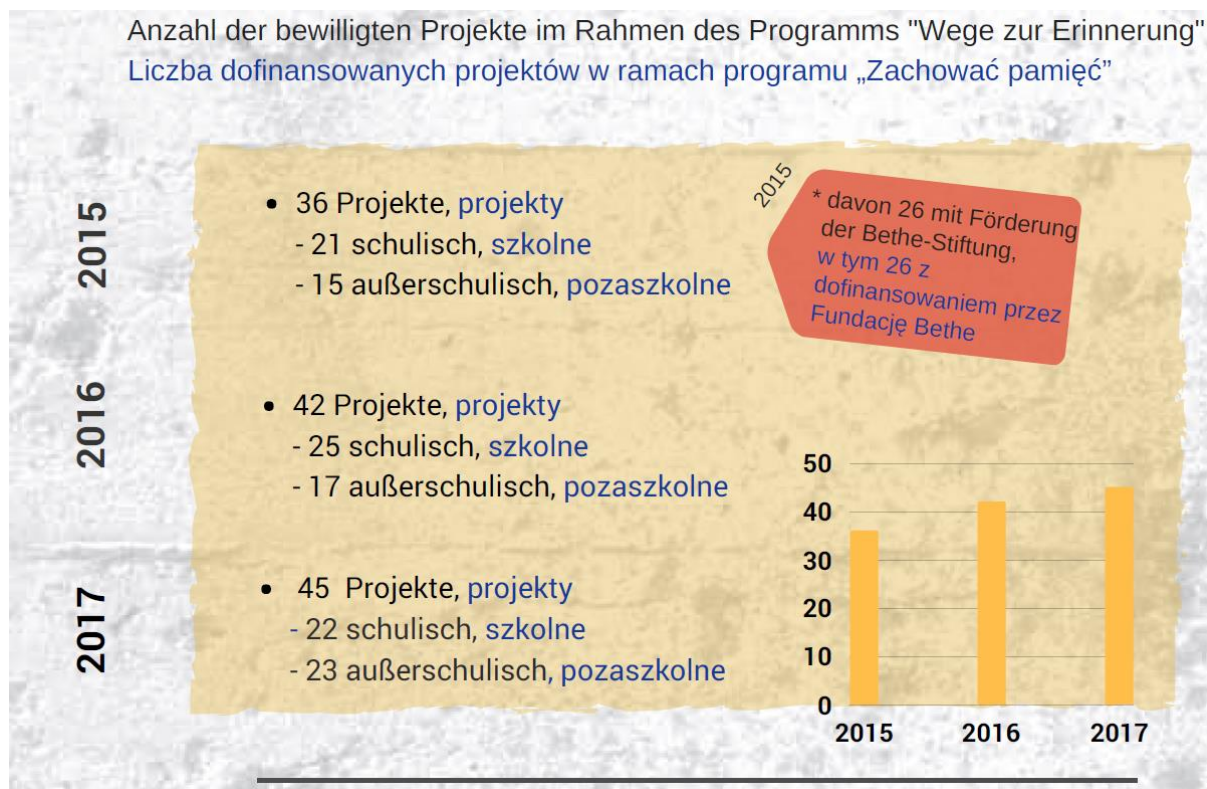 Anzahl der bewilligten Projekte im Rahmen des Programms "Wege zur Erinnerung"
Liczba dofinansowanych projektów w ramach programu „Zachować pamięć”
2015
• 36 Projekte, projekty
- 21 schulisch, szkolne
- 15 außerschulisch, pozaszkolne
2015
* davon 26 mit Förderung
der Bethe-Stiftung,
w tym 26 z
dofinansowaniem przez
Fundację Bethe
2016
• 42 Projekte, projekty
- 25 schulisch, szkolne
- 17 außerschulisch, pozaszkolne
2017
• 45 Projekte, projekty
- 22 schulisch, szkolne
- 23 außerschulisch, pozaszkolne
50
40
30
20
10
0
2015 2016 2017